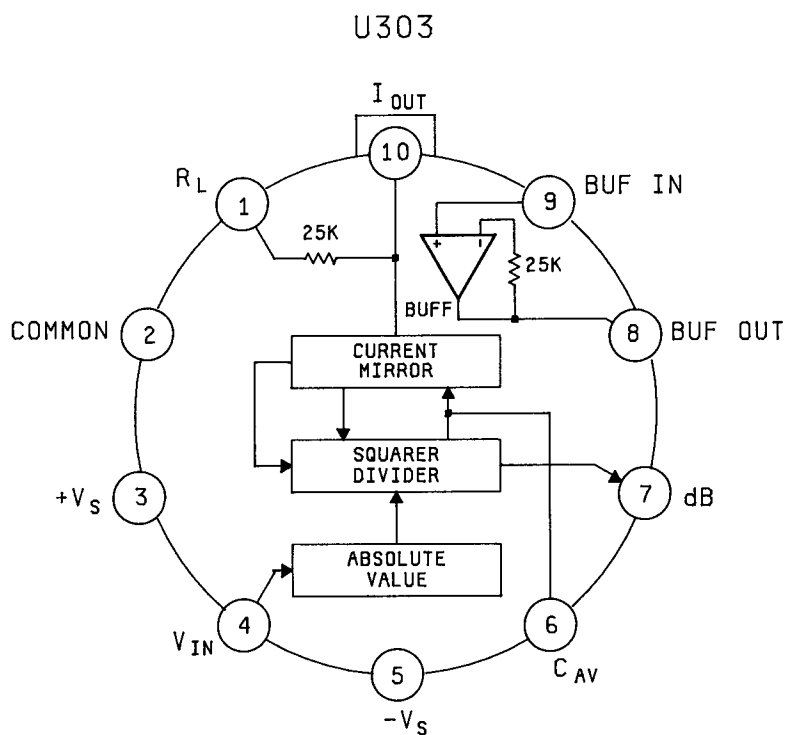 U303
I OUT
10
R L
1
BUF IN
9
25K
+ -
25K
BUFF
COMMON
2
8
BUF OUT
CURRENT
MIRROR
SQUARER
DIVIDER
+V S
3
7
dB
ABSOLUTE
VALUE
4
V IN
6
C AV
5
-V S